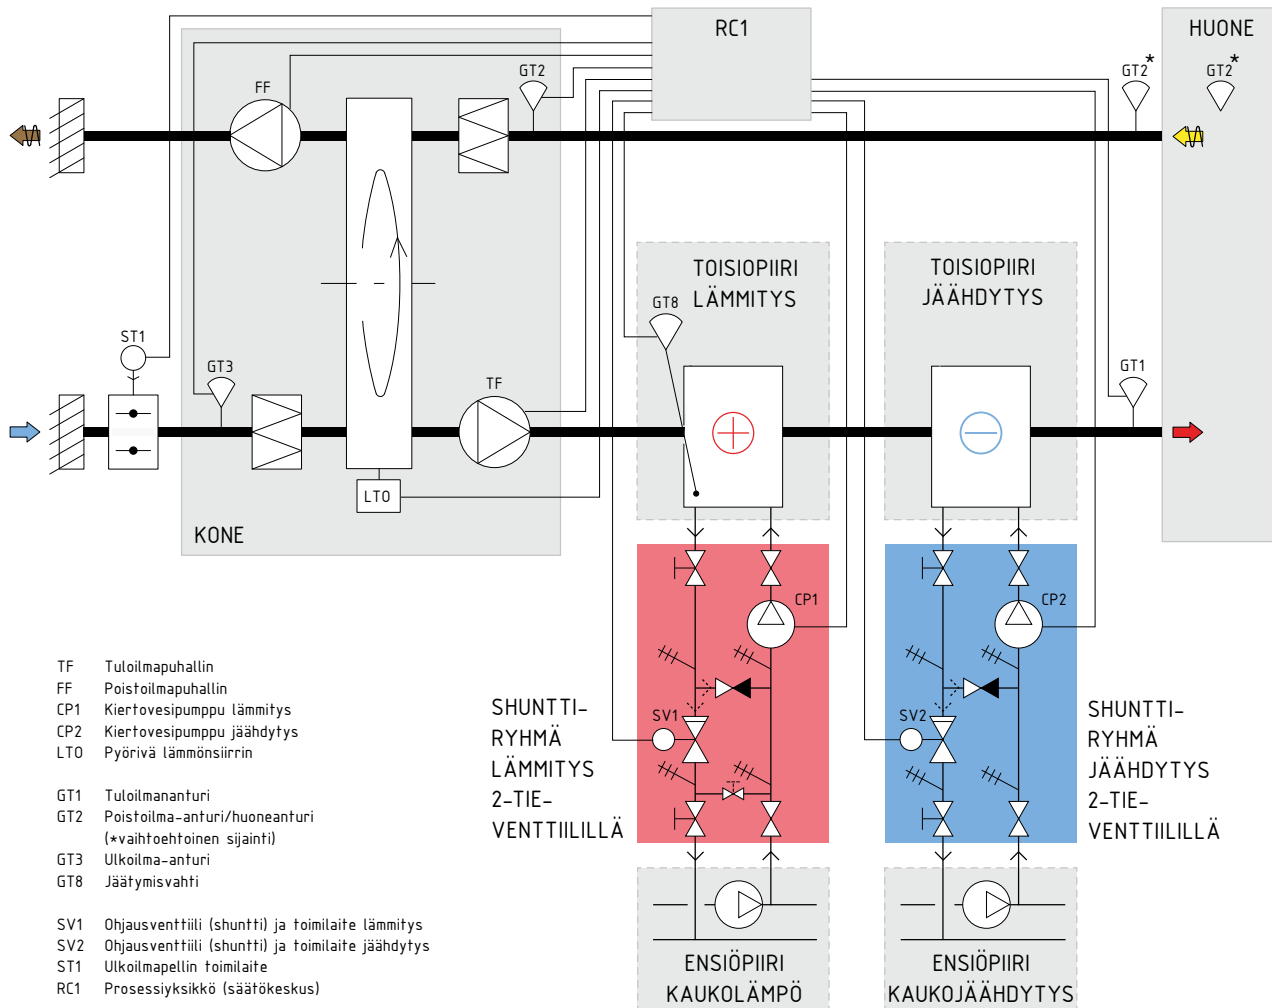 RC1
HUONE
FF
GT2
GT2*
GT2*
TOISIOPIIRI
LÄMMITYS
TOISIOPIIRI
JÄÄHDYTYS
GT8
ST1
GT3
TF
GT1
LTO
KONE
CP1
CP2
SV1
SV2
SHUNTTI-
RYHMÄ
LÄMMITYS
2-TIE-
VENTTIILILLÄ
SHUNTTI-
RYHMÄ
JÄÄHDYTYS
2-TIE-
VENTTIILILLÄ
ENSIÖPIIRI
KAUKOLÄMPÖ
ENSIÖPIIRI
KAUKOJÄÄHDYTYS
TF Tuloilmapuhallin
FF Poistoilmapuhallin
CP1 Kiertovesipumppu lämmitys
CP2 Kiertovesipumppu jäähdytys
LTO Pyörivä lämmönsiirrin
GT1 Tuloilmananturi
GT2 Poistoilma-anturi/huoneanturi
(*vaihtoehtoinen sijainti)
GT3 Ulkoilma-anturi
GT8 Jäätymisvahti
SV1 Ohjausventtiili (shuntti) ja toimilaite lämmitys
SV2 Ohjausventtiili (shuntti) ja toimilaite jäähdytys
ST1 Ulkoilmapellin toimilaite
RC1 Prosessiyksikkö (säätökeskus)